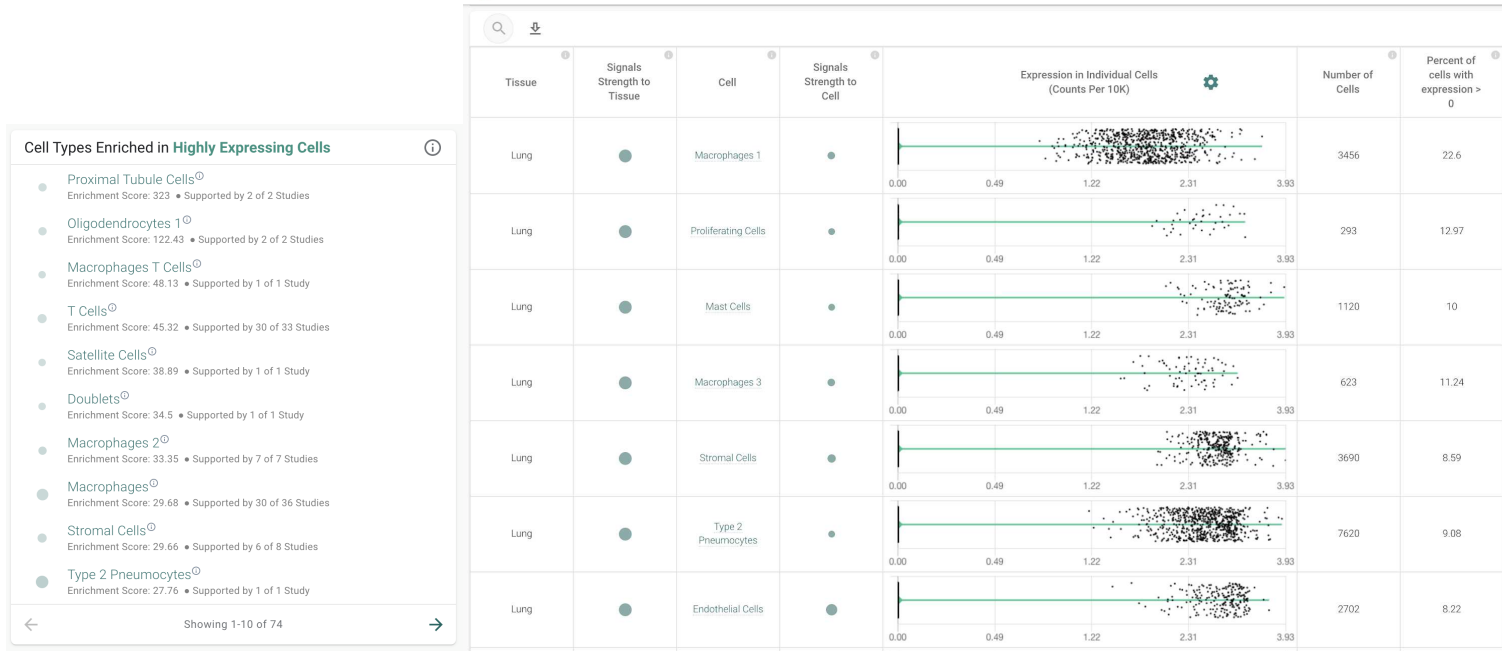 Cell Types Enriched in Highly Expressing Cells
Proximal Tubule Cells
Enrichment Score: 323 ● Supported by 2 of 2 Studies
Oligodendrocytes 1
Enrichment Score: 122.43 ● Supported by 2 of 2 Studies
Macrophages T Cells
Enrichment Score: 48.13 ● Supported by 1 of 1 Study
T Cells
Enrichment Score: 45.32 ● Supported by 30 of 33 Studies
Satellite Cells
Enrichment Score: 38.89 ● Supported by 1 of 1 Study
Doublets
Enrichment Score: 34.5 ● Supported by 1 of 1 Study
Macrophages 2
Enrichment Score: 33.35 ● Supported by 7 of 7 Studies
Macrophages
Enrichment Score: 29.68 ● Supported by 30 of 36 Studies
Stromal Cells
Enrichment Score: 29.66 ● Supported by 6 of 8 Studies
Type 2 Pneumocytes
Enrichment Score: 27.76 ● Supported by 1 of 1 Study
Showing 1-10 of 74
Tissue
Signals
Strength to
Tissue
Cell
Signals
Strength to
Cell
Expression in Individual Cells
(Counts Per 10K)
Number of
Cells
Percent of
cells with
expression >
0
Lung Macrophages 1 3456 22.6
0.00 0.49 1.22 2.31 3.93
Lung Proliferating Cells 293 12.97
0.00 0.49 1.22 2.31 3.93
Lung Mast Cells 1120 10
0.00 0.49 1.22 2.31 3.93
Lung Macrophages 3 623 11.24
0.00 0.49 1.22 2.31 3.93
Lung Stromal Cells 3690 8.59
0.00 0.49 1.22 2.31 3.93
Lung Type 2
Pneumocytes 7620 9.08
0.00 0.49 1.22 2.31 3.93
Lung Endothelial Cells 2702 8.22
0.00 0.49 1.22 2.31 3.93